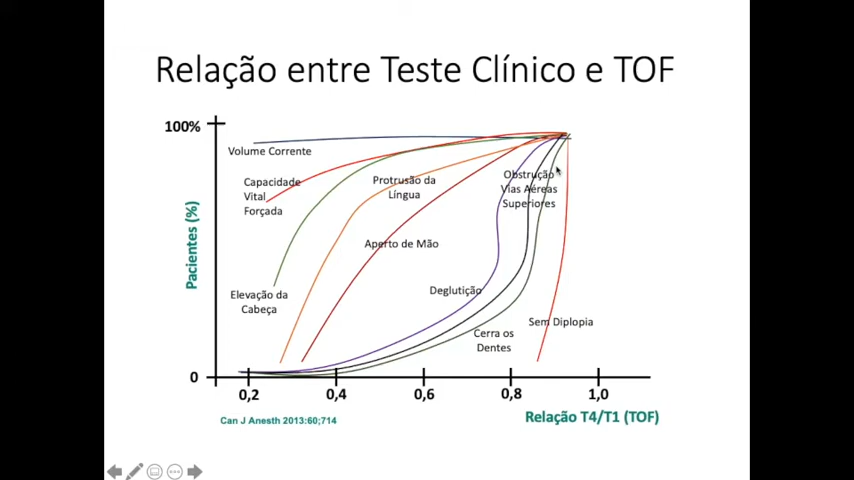 Relação entre Teste Clínico e TOF
100%
Volume Corrente
Capacidade
Vital
Forçada
Protrusão da
Língua
Obstrução
Vias Aéreas
Superiores
Aperto de Mão
Pacientes (%)
Elevação da
Cabeça
Deglutição
Cerra os
Dentes
Sem Diplopia
0
0,2
0,4
0,6
0,8
1,0
Can J Anesth 2013:60;714
Relação T4/T1 (TOF)